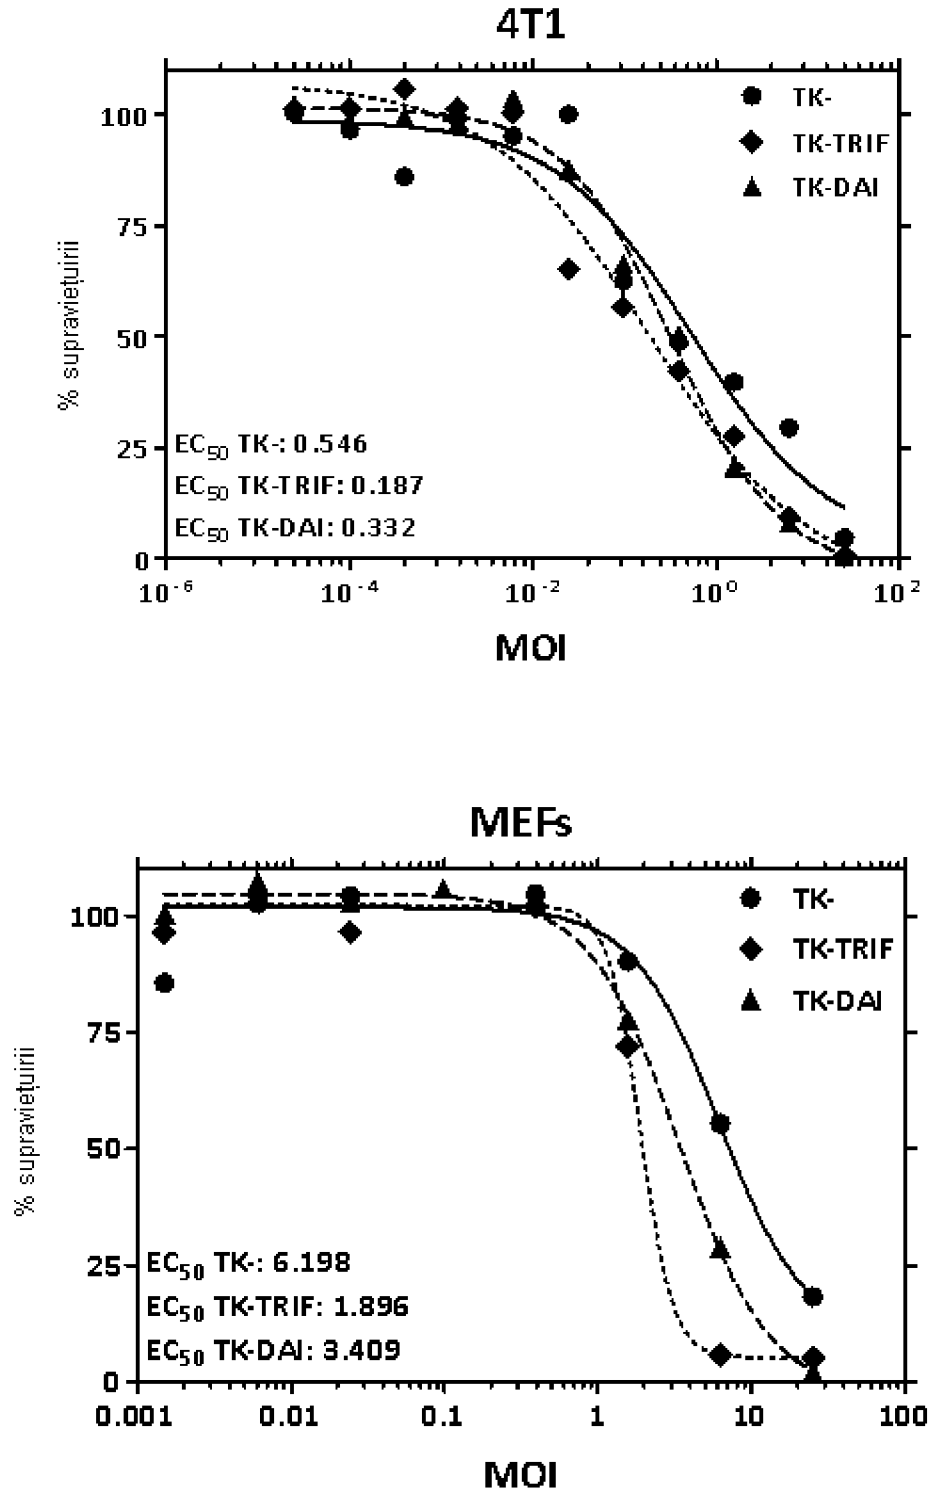 4T1
100
75
50
25
0
% supraviețuirii
TK-
TK-TRIF
TK-DAI
EC50 TK-: 0.546
EC50 TK-TRIF: 0.187
EC50 TK-DAI: 0.332
10-6 10-4 10-2 100 102
MOI
MEFs
100
75
50
25
0
% supraviețuirii
TK-
TK-TRIF
TK-DAI
EC50 TK-: 6.198
EC50 TK-TRIF: 1.896
EC50 TK-DAI: 3.409
0.001 0.01 0.1 1 10 100
MOI